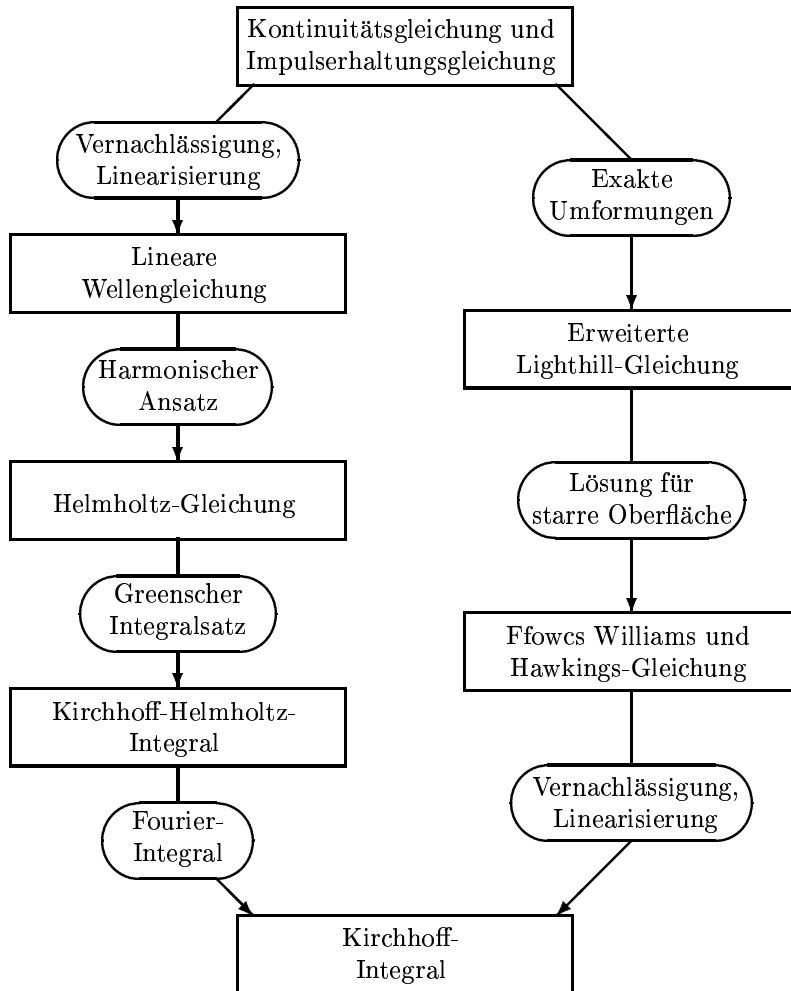 Kontinuitätsgleichung und
Impulserhaltungsgleichung
Vernachlässigung,
Linearisierung
Lineare
Wellengleichung
Harmonischer
Ansatz
Helmholtz-Gleichung
Greenscher
Integralsatz
Kirchhoff-Helmholtz-
Integral
Fourier-
Integral
Exakte
Umformungen
Erweiterte
Lighthill-Gleichung
Lösung für
starre Oberfläche
Ffowcs Williams und
Hawkings-Gleichung
Vernachlässigung,
Linearisierung
Kirchhoff-
Integral